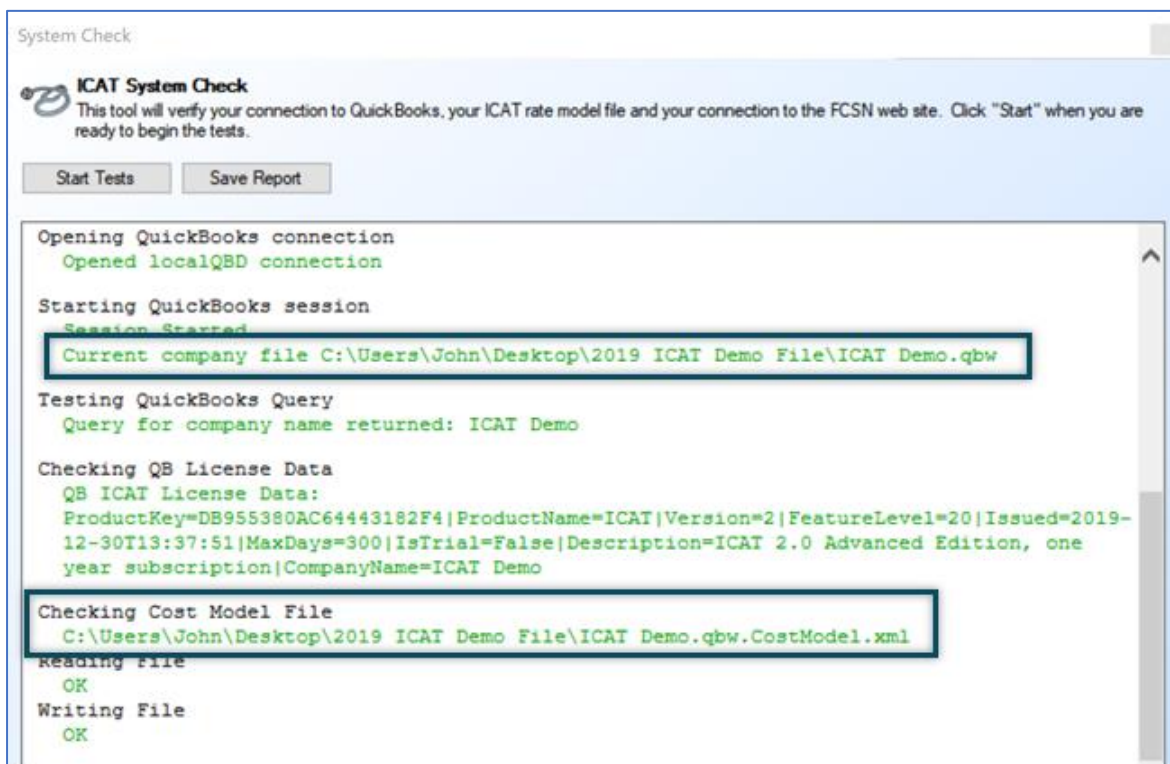 System Check
ICAT System Check
This tool will verify your connection to QuickBooks, your ICAT rate model file and your connection to the FCSN web site. Click "Start" when you are
ready to begin the tests.
Start Tests Save Report
Opening QuickBooks connection
Opened localQBD connection
Starting QuickBooks session
Session Started
Current company file C:\Users\John\Desktop\2019 ICAT Demo File\ICAT Demo.qbw
Testing QuickBooks Query
Query for company name returned: ICAT Demo
Checking QB License Data
QB ICAT License Data:
ProductKey=DB955380AC64443182F4|ProductName=ICAT|Version=2|FeatureLevel=20|Issued=2019-
12-30T13:37:51|MaxDays=300|IsTrial=False|Description=ICAT 2.0 Advanced Edition, one
year subscription|CompanyName=ICAT Demo
Checking Cost Model File
C:\Users\John\Desktop\2019 ICAT Demo File\ICAT Demo.qbw.CostModel.xml
Reading File
OK
Writing File
OK